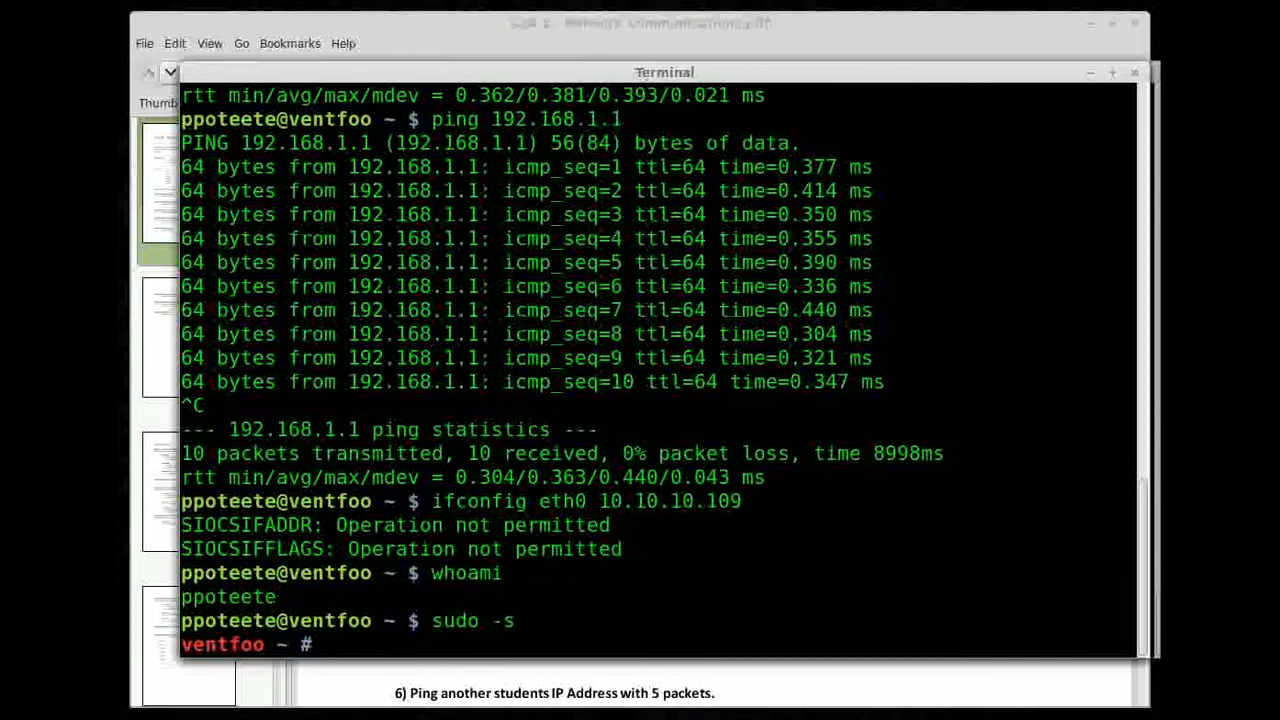 File Edit View Go Bookmarks Help
Terminal
Thumb
rtt min/avg/max/mdev = 0.362/0.381/0.393/0.021 ms
ppoteete@ventfoo ~ $ ping 192.168.1.1
PING 192.168.1.1 (192.168.1.1) 56(84) bytes of data.
64 bytes from 192.168.1.1: icmp_seq=1 ttl=64 time=0.377 ms
64 bytes from 192.168.1.1: icmp_seq=2 ttl=64 time=0.414 ms
64 bytes from 192.168.1.1: icmp_seq=3 ttl=64 time=0.350 ms
64 bytes from 192.168.1.1: icmp_seq=4 ttl=64 time=0.355 ms
64 bytes from 192.168.1.1: icmp_seq=5 ttl=64 time=0.390 ms
64 bytes from 192.168.1.1: icmp_seq=6 ttl=64 time=0.336 ms
64 bytes from 192.168.1.1: icmp_seq=7 ttl=64 time=0.440 ms
64 bytes from 192.168.1.1: icmp_seq=8 ttl=64 time=0.304 ms
64 bytes from 192.168.1.1: icmp_seq=9 ttl=64 time=0.321 ms
64 bytes from 192.168.1.1: icmp_seq=10 ttl=64 time=0.347 ms
^C
--- 192.168.1.1 ping statistics ---
10 packets transmitted, 10 received, 0% packet loss, time 8998ms
rtt min/avg/max/mdev = 0.304/0.363/0.440/0.043 ms
ppoteete@ventfoo ~ $ ifconfig eth0 10.10.10.109
SIOCSIFADDR: Operation not permitted
SIOCSIFFLAGS: Operation not permitted
ppoteete@ventfoo ~ $ whoami
ppoteete
ppoteete@ventfoo ~ $ sudo -s
ventfoo ~ #
6) Ping another students IP Address with 5 packets.